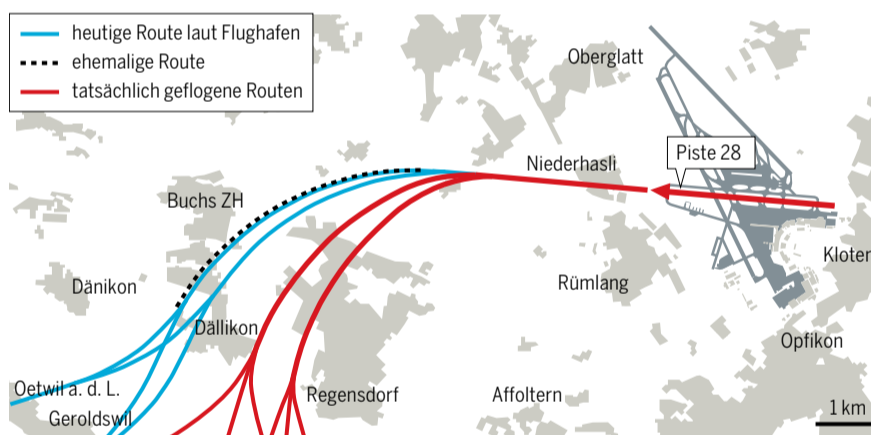 heutige Route laut Flughafen
ehemalige Route
tatsächlich geflogene Routen
Oberglatt
Piste 28
Niederhasli
Buchs ZH
Kloten
Dänikon
Rümlang
Dällikon
Opfikon
Oetwil a. d. L.
Regensdorf
Affoltern
Geroldswil
1 km